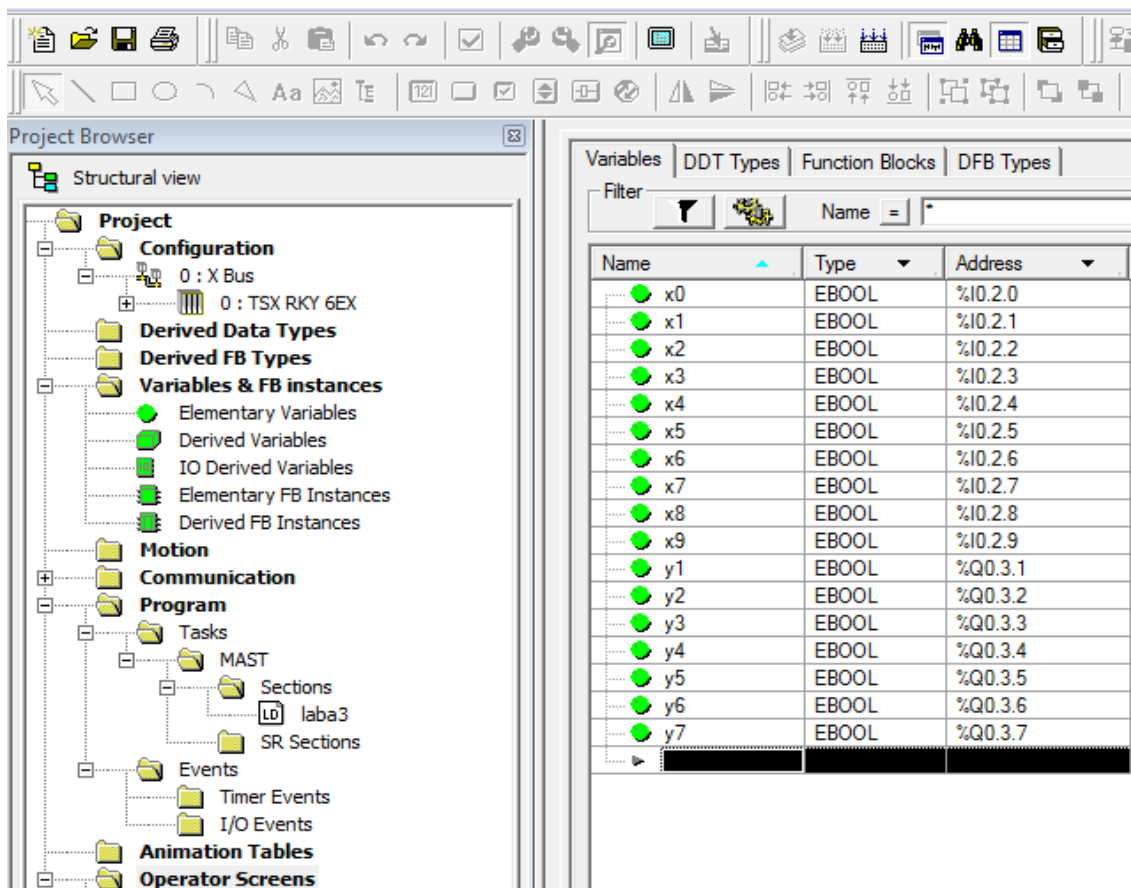 Aa
121
Project Browser
Structural view
Project
Configuration
0 : X Bus
0 : TSX RKY 6EX
Derived Data Types
Derived FB Types
Variables & FB instances
Elementary Variables
Derived Variables
IO Derived Variables
Elementary FB Instances
Derived FB Instances
Motion
Communication
Program
Tasks
MAST
Sections
LD laba3
SR Sections
Events
Timer Events
I/O Events
Animation Tables
Operator Screens
Variables DDT Types Function Blocks DFB Types
Filter
Name = *
Name Type Address
x0 EBOOL %I0.2.0
x1 EBOOL %I0.2.1
x2 EBOOL %I0.2.2
x3 EBOOL %I0.2.3
x4 EBOOL %I0.2.4
x5 EBOOL %I0.2.5
x6 EBOOL %I0.2.6
x7 EBOOL %I0.2.7
x8 EBOOL %I0.2.8
x9 EBOOL %I0.2.9
y1 EBOOL %Q0.3.1
y2 EBOOL %Q0.3.2
y3 EBOOL %Q0.3.3
y4 EBOOL %Q0.3.4
y5 EBOOL %Q0.3.5
y6 EBOOL %Q0.3.6
y7 EBOOL %Q0.3.7